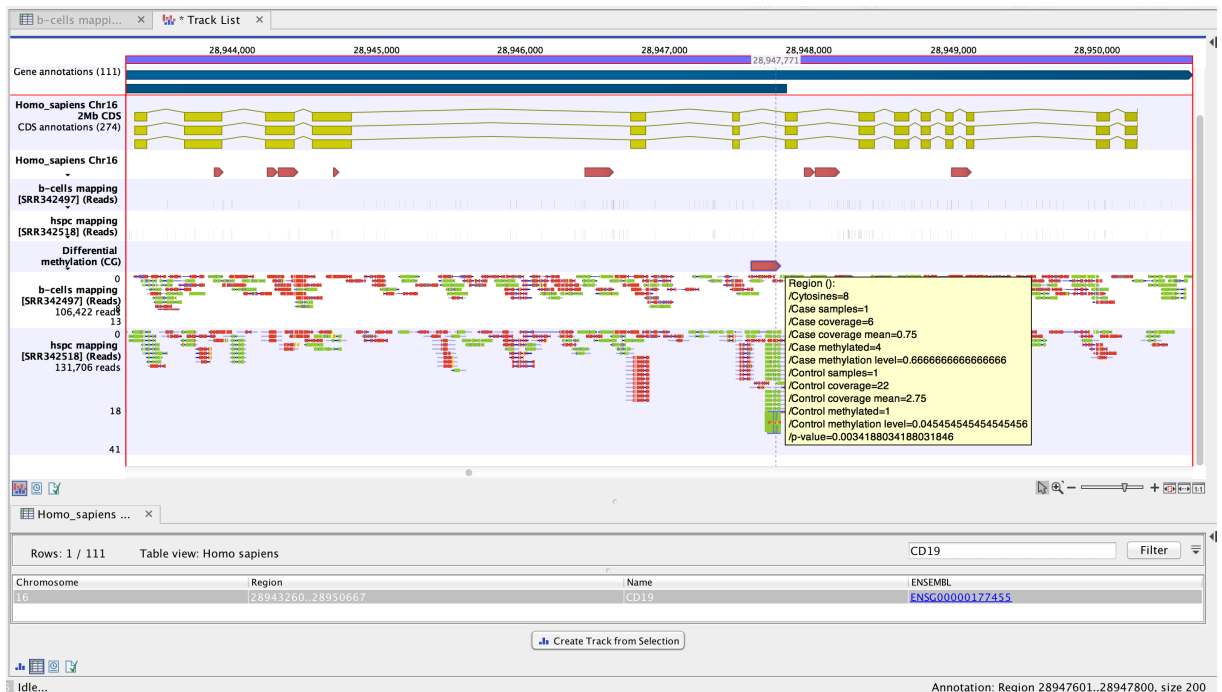 b-cells mappi...
* Track List
28,944,000 28,945,000 28,946,000 28,947,000 28,948,000 28,949,000 28,950,000
28,947,771
Gene annotations (111)
Homo_sapiens Chr16
2Mb CDS
CDS annotations (274)
Homo_sapiens Chr16
b-cells mapping
[SRR342497] (Reads)
hspc mapping
[SRR342518] (Reads)
Differential
methylation (CG)
0
b-cells mapping
[SRR342497] (Reads)
106,422 reads
13
0
hspc mapping
[SRR342518] (Reads)
131,706 reads
18
41
Region ():
/Cytosines=8
/Case samples=1
/Case coverage=6
/Case coverage mean=0.75
/Case methylated=4
/Case methylation level=0.6666666666666666
/Control samples=1
/Control coverage=22
/Control coverage mean=2.75
/Control methylated=1
/Control methylation level=0.045454545454545456
/p-value=0.0034188034188031846
1:1
Homo_sapiens ...
Rows: 1 / 111 Table view: Homo sapiens CD19 Filter
Chromosome Region Name ENSEMBL
16 28943260..28950667 CD19 ENSG00000177455
Create Track from Selection
Idle... Annotation: Region 28947601..28947800, size 200